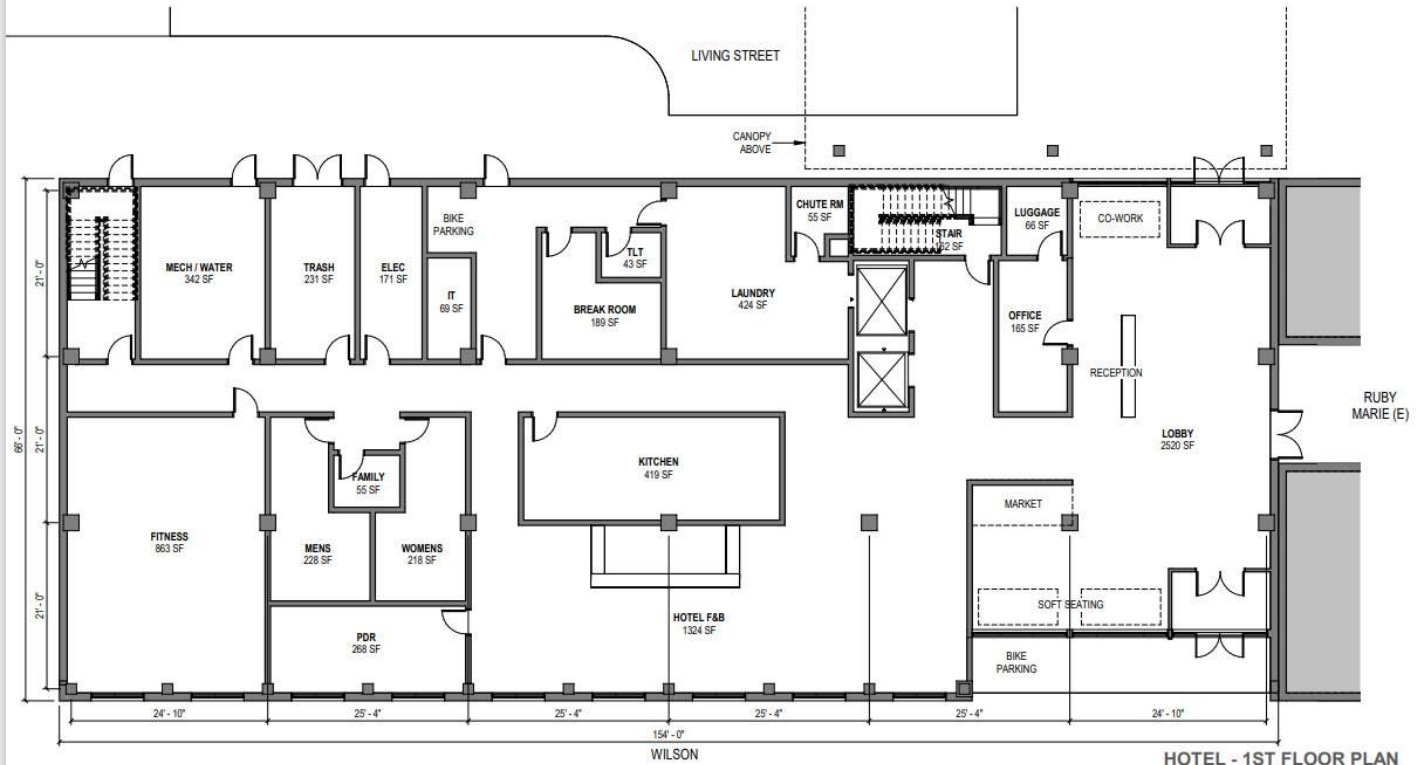 LIVING STREET
CANOPY
ABOVE
BIKE
PARKING
CHUTE RM
55 SF
LUGGAGE
66 SF
CO-WORK
STAIR
MECH / WATER
342 SF
TRASH
231 SF
ELEC
171 SF
TLT
43 SF
IT
69 SF
BREAK ROOM
189 SF
LAUNDRY
424 SF
OFFICE
165 SF
RECEPTION
RUBY
MARIE (E)
21' - 0"
66' - 0"
21' - 0"
21' - 0"
LOBBY
2520 SF
KITCHEN
419 SF
FAMILY
55 SF
MARKET
FITNESS
863 SF
MENS
228 SF
WOMENS
218 SF
SOFT SEATING
HOTEL F&B
1324 SF
PDR
268 SF
BIKE
PARKING
24' - 10"
25' - 4"
25' - 4"
25' - 4"
25' - 4"
24' - 10"
154' - 0"
WILSON
HOTEL - 1ST FLOOR PLAN